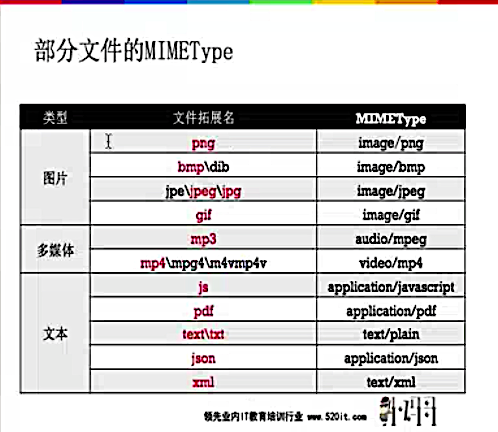 部分文件的MIMEType
类型 文件拓展名 MIMEType
图片 png image/png
bmp\dib image/bmp
jpe\jpeg\jpg image/jpeg
gif image/gif
多媒体 mp3 audio/mpeg
mp4\mpg4\m4vmp4v video/mp4
文本 js application/javascript
pdf application/pdf
text\txt text/plain
json application/json
xml text/xml
领先业内IT教育培训行业 www.520it.com